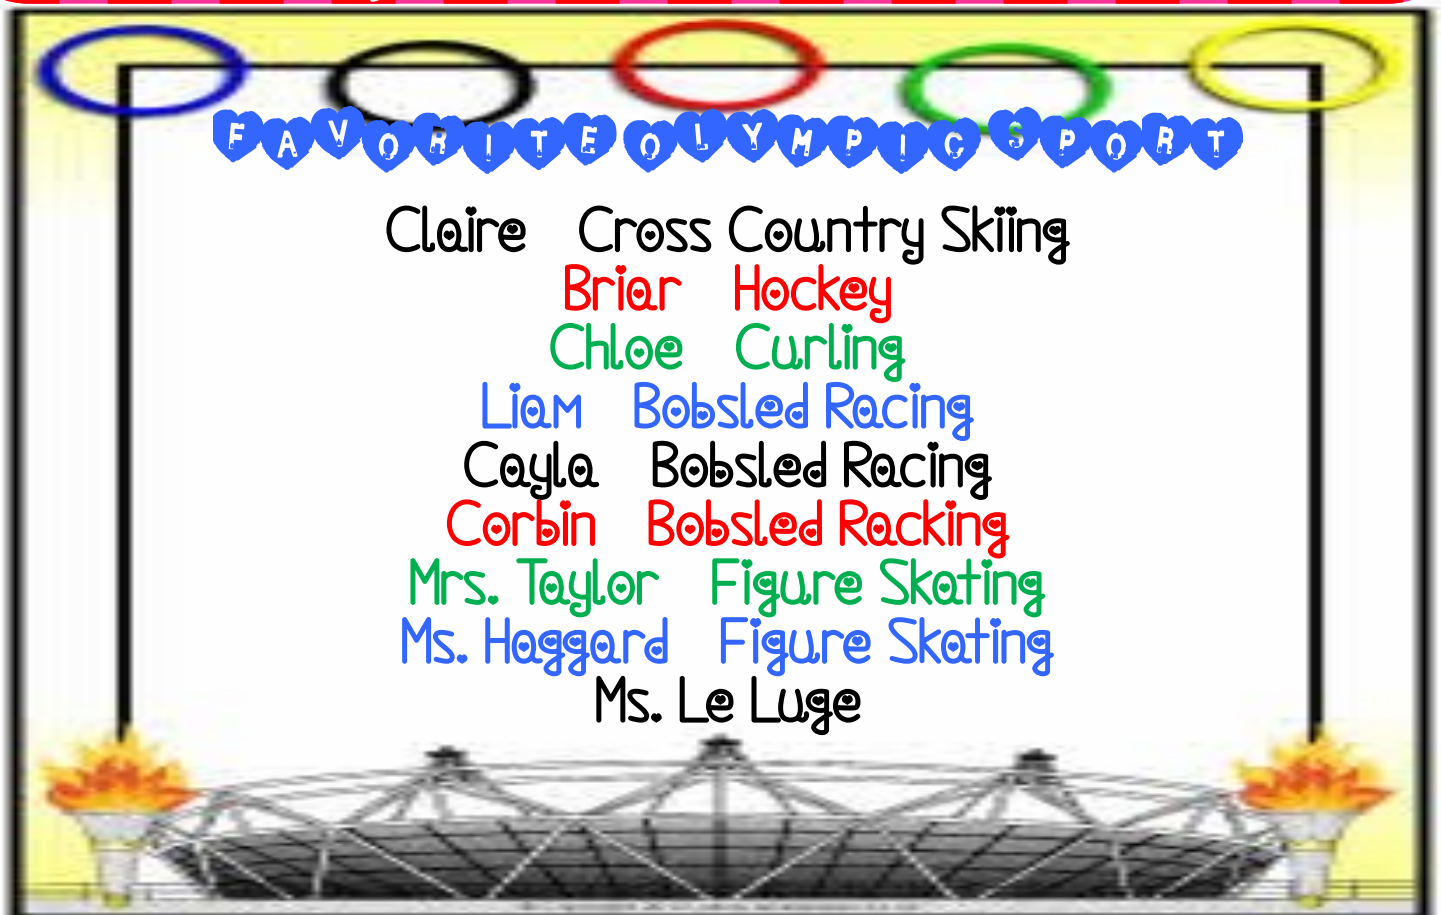 FAVORITE OLYMPIC SPORT
Claire Cross Country Skiing
Briar Hockey
Chloe Curling
Liam Bobsled Racing
Cayla Bobsled Racing
Corbin Bobsled Racking
Mrs. Taylor Figure Skating
Ms. Haggard Figure Skating
Ms. Le Luge